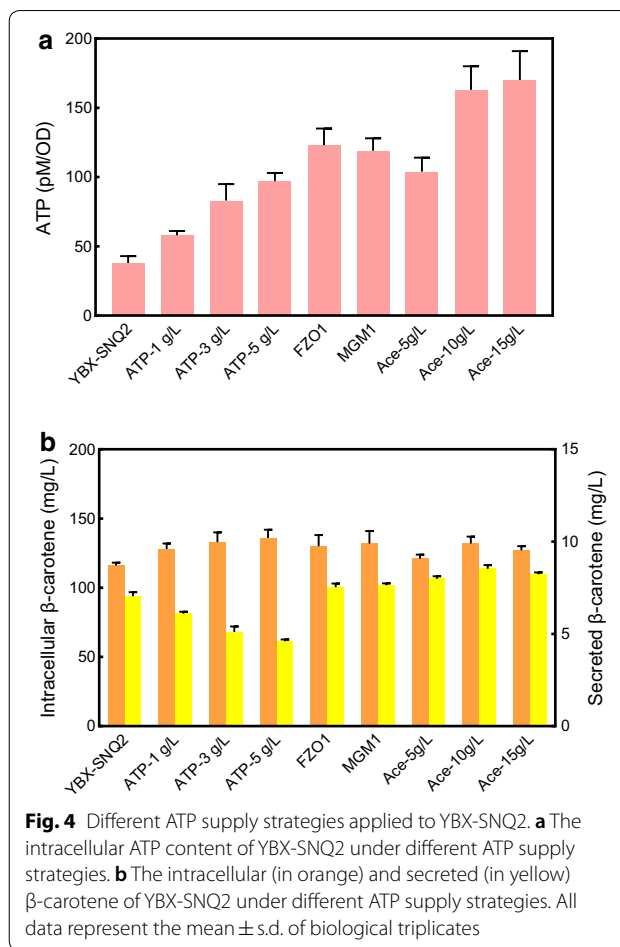 a
200
150
100
50
0
ATP (pM/OD)
YBX-SNQ2 ATP-1 g/L ATP-3 g/L ATP-5 g/L FZO1 MGM1 Ace-5g/L Ace-10g/L Ace-15g/L
b
200
150
100
50
0
Intracellular β-carotene (mg/L)
15
10
5
0
Secreted β-carotene (mg/L)
YBX-SNQ2 ATP-1 g/L ATP-3 g/L ATP-5 g/L FZO1 MGM1 Ace-5g/L Ace-10g/L Ace-15g/L
Fig. 4 Different ATP supply strategies applied to YBX-SNQ2. a The
intracellular ATP content of YBX-SNQ2 under different ATP supply
strategies. b The intracellular (in orange) and secreted (in yellow)
β-carotene of YBX-SNQ2 under different ATP supply strategies. All
data represent the mean ± s.d. of biological triplicates